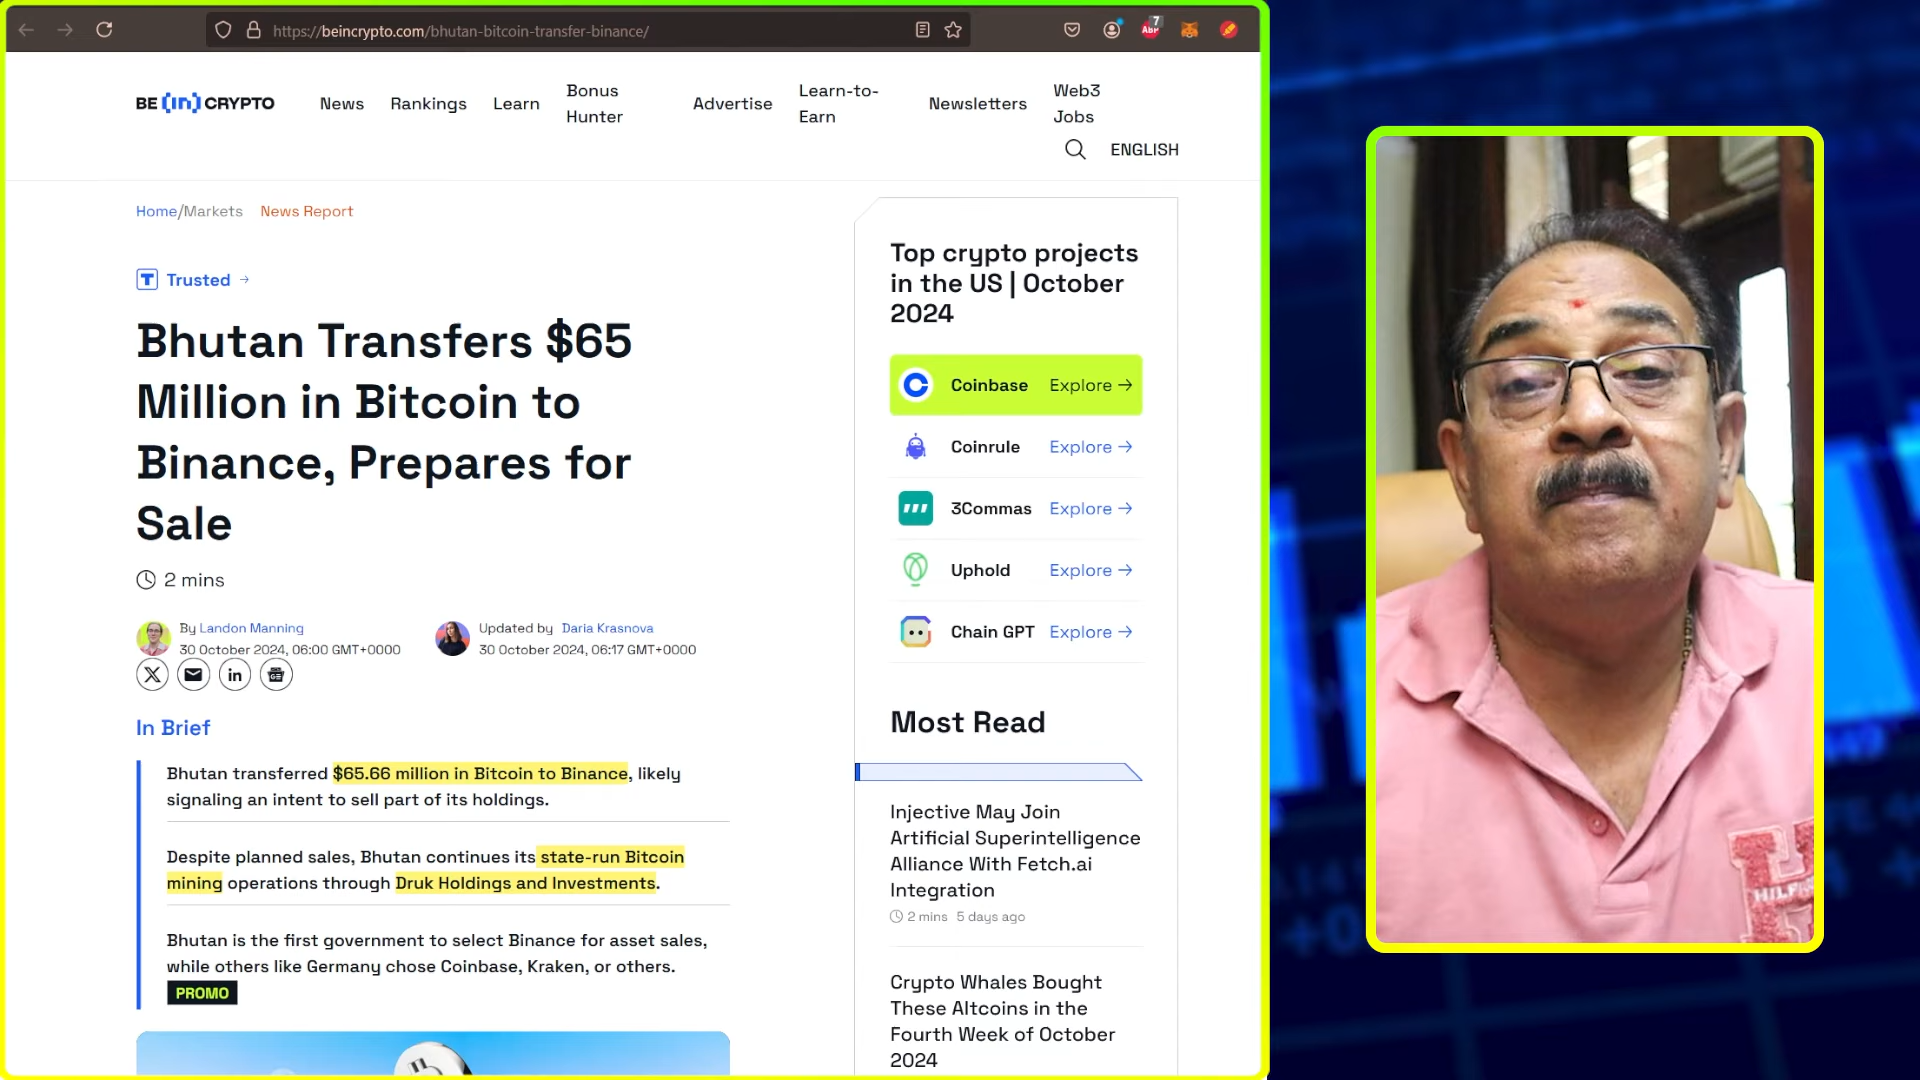 https://beincrypto.com/bhutan-bitcoin-transfer-binance/
7
ABP
BE [in] CRYPTO
News
Rankings
Learn
Bonus
Hunter
Advertise
Learn-to-
Earn
Newsletters
Web3
Jobs
ENGLISH
Home/Markets News Report
T Trusted →
Bhutan Transfers $65
Million in Bitcoin to
Binance, Prepares for
Sale
2 mins
By Landon Manning
30 October 2024, 06:00 GMT+0000
Updated by Daria Krasnova
30 October 2024, 06:17 GMT+0000
In Brief
Bhutan transferred $65.66 million in Bitcoin to Binance, likely
signaling an intent to sell part of its holdings.
Despite planned sales, Bhutan continues its state-run Bitcoin
mining operations through Druk Holdings and Investments.
Bhutan is the first government to select Binance for asset sales,
while others like Germany chose Coinbase, Kraken, or others.
PROMO
Top crypto projects
in the US | October
2024
Coinbase Explore →
Coinrule Explore →
3Commas Explore →
Uphold Explore →
Chain GPT Explore →
Most Read
Injective May Join
Artificial Superintelligence
Alliance With Fetch.ai
Integration
2 mins 5 days ago
Crypto Whales Bought
These Altcoins in the
Fourth Week of October
2024